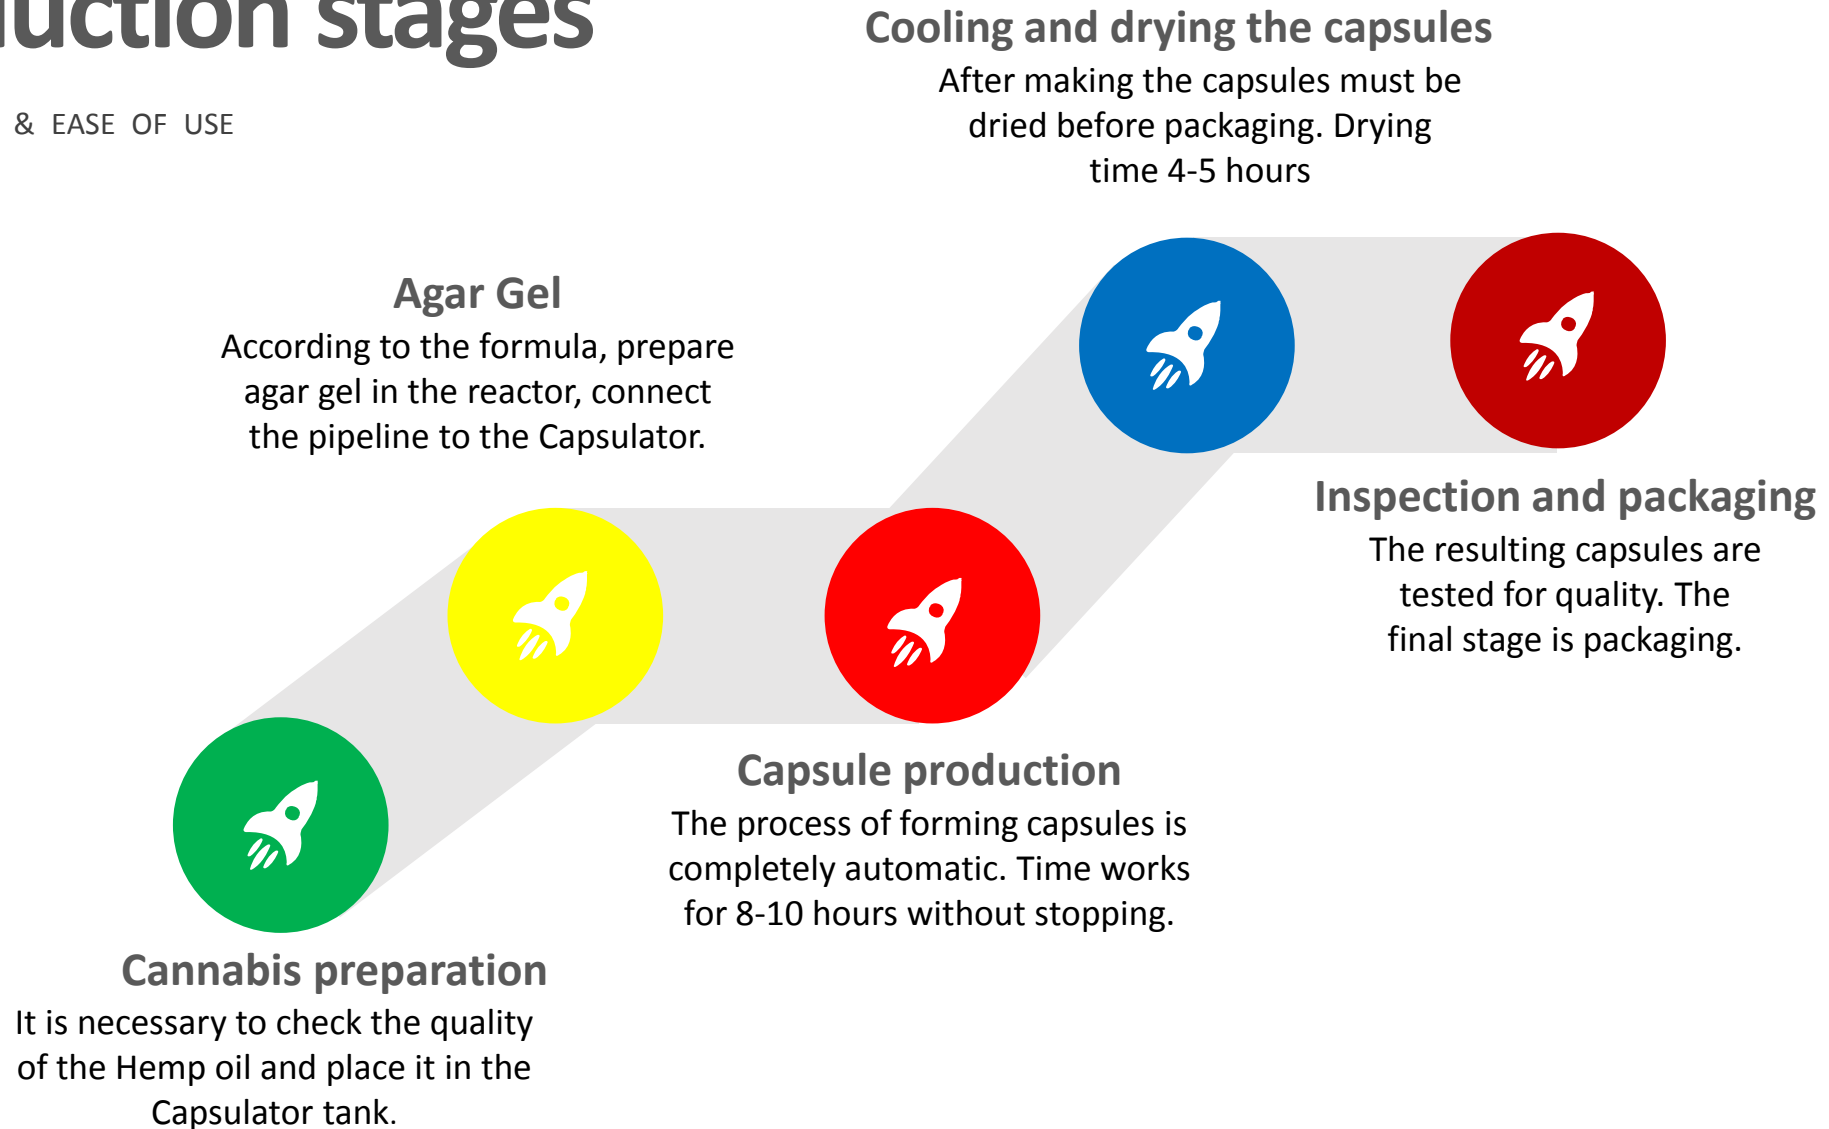 uction stages
& EASE OF USE
Cooling and drying the capsules
After making the capsules must be
dried before packaging. Drying
time 4-5 hours
Agar Gel
According to the formula, prepare
agar gel in the reactor, connect
the pipeline to the Capsulator.
Inspection and packaging
The resulting capsules are
tested for quality. The
final stage is packaging.
Capsule production
The process of forming capsules is
completely automatic. Time works
for 8-10 hours without stopping.
Cannabis preparation
It is necessary to check the quality
of the Hemp oil and place it in the
Capsulator tank.